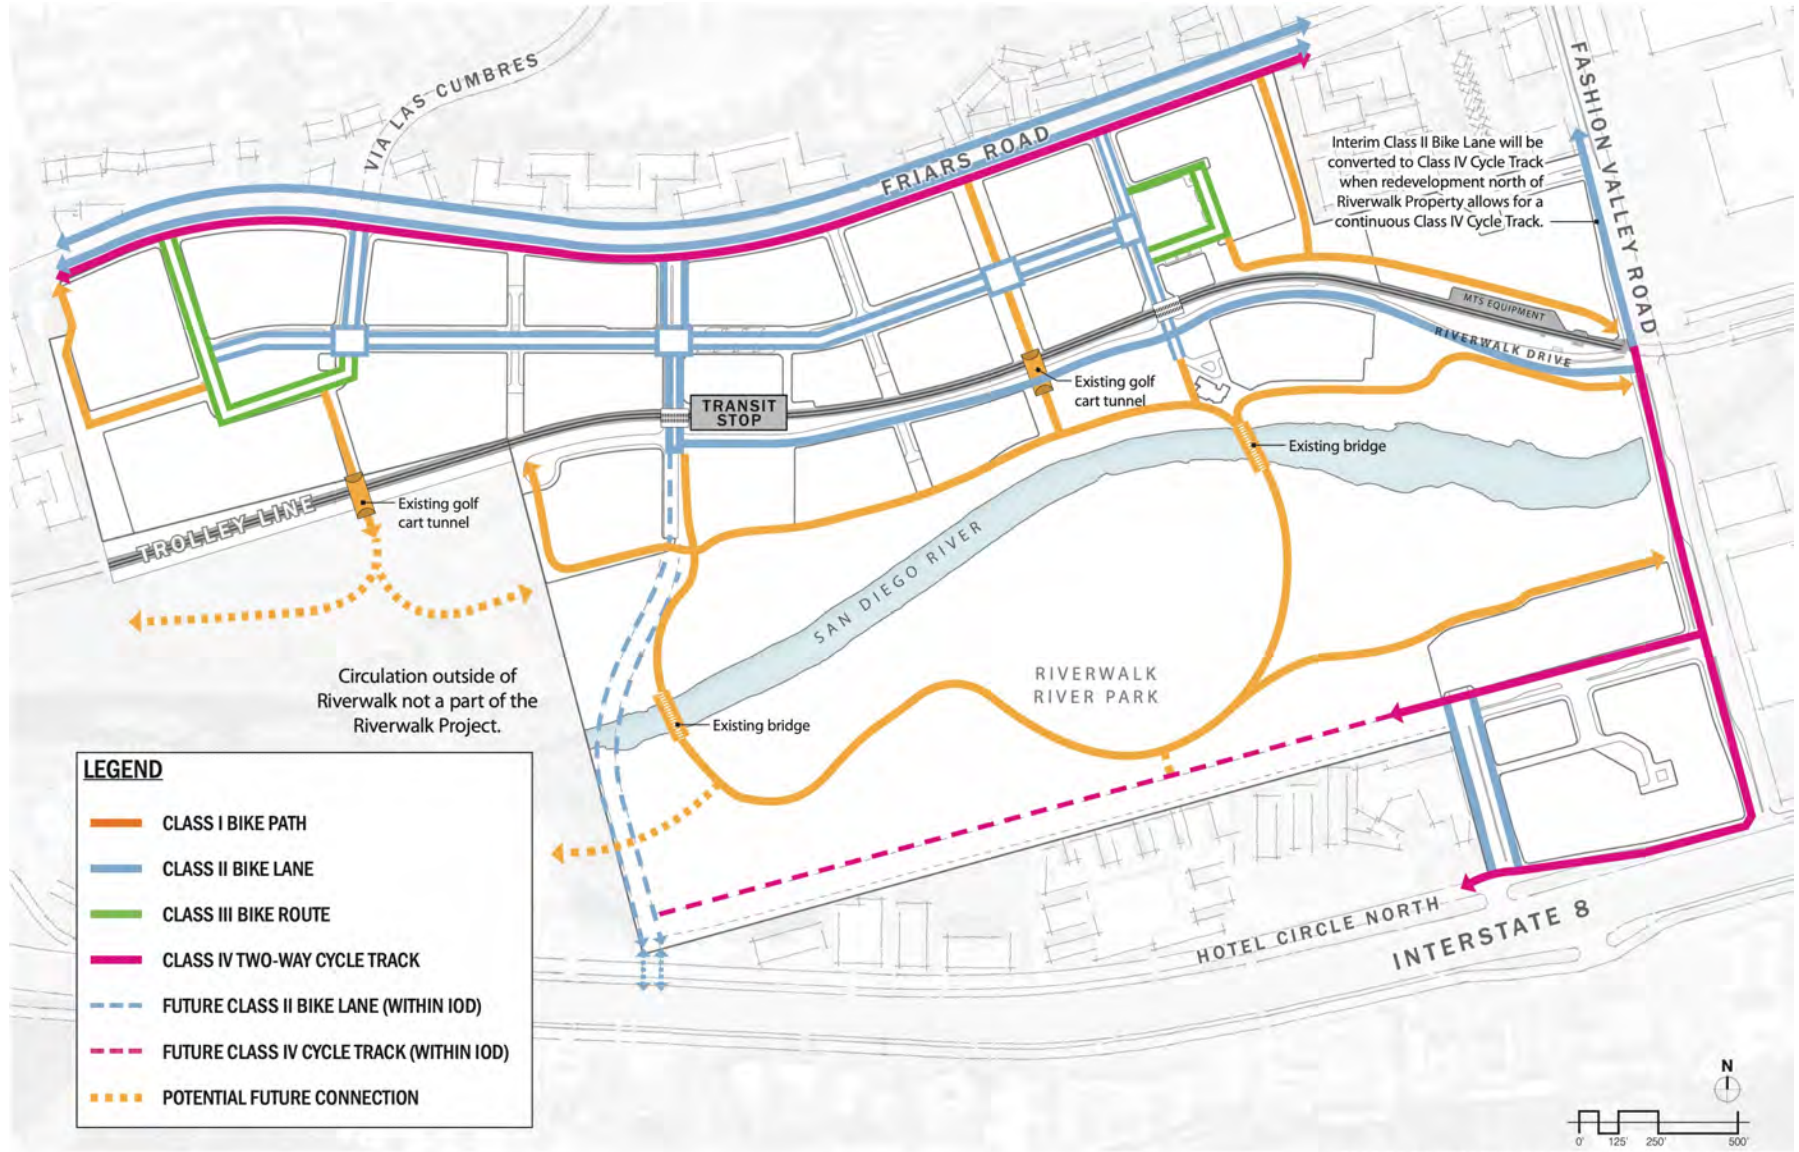 VIA LAS CUMBRES
FRIARS ROAD
FASHION VALLEY ROAD
Interim Class II Bike Lane will be
converted to Class IV Cycle Track
when redevelopment north of
Riverwalk Property allows for a
continuous Class IV Cycle Track.
MTS EQUIPMENT
RIVERWALK DRIVE
TRANSIT
STOP
Existing golf
cart tunnel
Existing bridge
Existing golf
cart tunnel
TROLLEY LINE
SAN DIEGO RIVER
RIVERWALK
RIVER PARK
Circulation outside of
Riverwalk not a part of the
Riverwalk Project.
Existing bridge
LEGEND
CLASS I BIKE PATH
CLASS II BIKE LANE
CLASS III BIKE ROUTE
CLASS IV TWO-WAY CYCLE TRACK
FUTURE CLASS II BIKE LANE (WITHIN IOD)
FUTURE CLASS IV CYCLE TRACK (WITHIN IOD)
POTENTIAL FUTURE CONNECTION
HOTEL CIRCLE NORTH
INTERSTATE 8
N
0' 125' 250' 500'